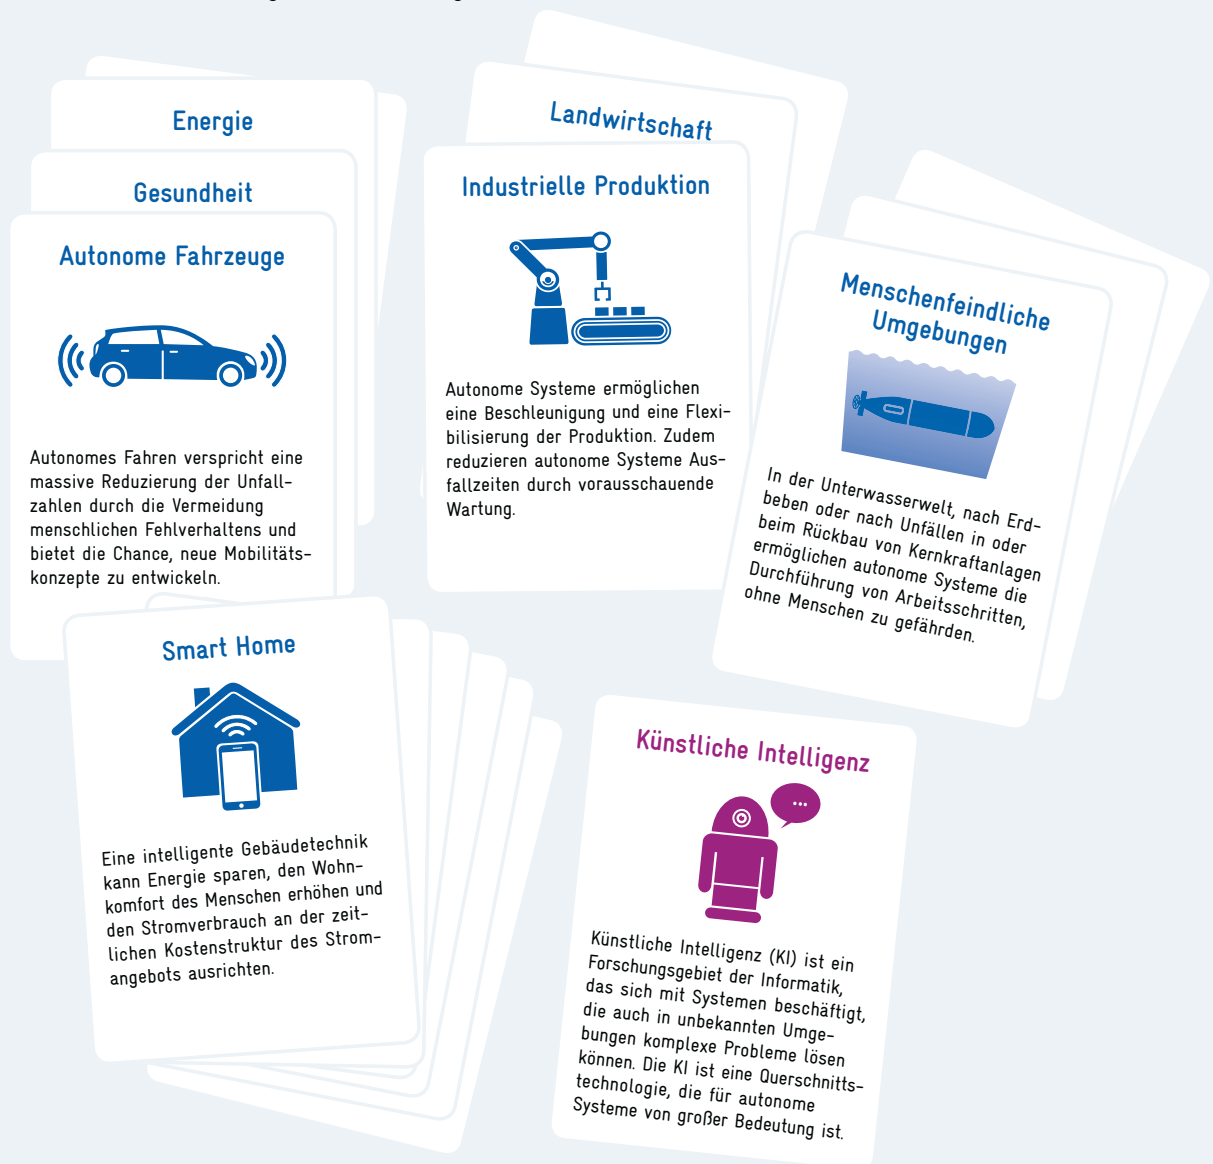 Energie
Gesundheit
Autonome Fahrzeuge
Autonomes Fahren verspricht eine
massive Reduzierung der Unfall-
zahlen durch die Vermeidung
menschlichen Fehlverhaltens und
bietet die Chance, neue Mobilitäts-
konzepte zu entwickeln.
Landwirtschaft
Industrielle Produktion
Autonome Systeme ermöglichen
eine Beschleunigung und eine Flexi-
bilisierung der Produktion. Zudem
reduzieren autonome Systeme Aus-
fallzeiten durch vorausschauende
Wartung.
Menschenfeindliche
Umgebungen
In der Unterwasserwelt, nach Erd-
beben oder nach Unfällen in oder
beim Rückbau von Kernkraftanlagen
ermöglichen autonome Systeme die
Durchführung von Arbeitsschritten,
ohne Menschen zu gefährden.
Smart Home
Eine intelligente Gebäudetechnik
kann Energie sparen, den Wohn-
komfort des Menschen erhöhen und
den Stromverbrauch an der zeit-
lichen Kostenstruktur des Strom-
angebots ausrichten.
Künstliche Intelligenz
Künstliche Intelligenz (KI) ist ein
Forschungsgebiet der Informatik,
das sich mit Systemen beschäftigt,
die auch in unbekannten Umge-
bungen komplexe Probleme lösen
können. Die KI ist eine Querschnitts-
technologie, die für autonome
Systeme von großer Bedeutung ist.